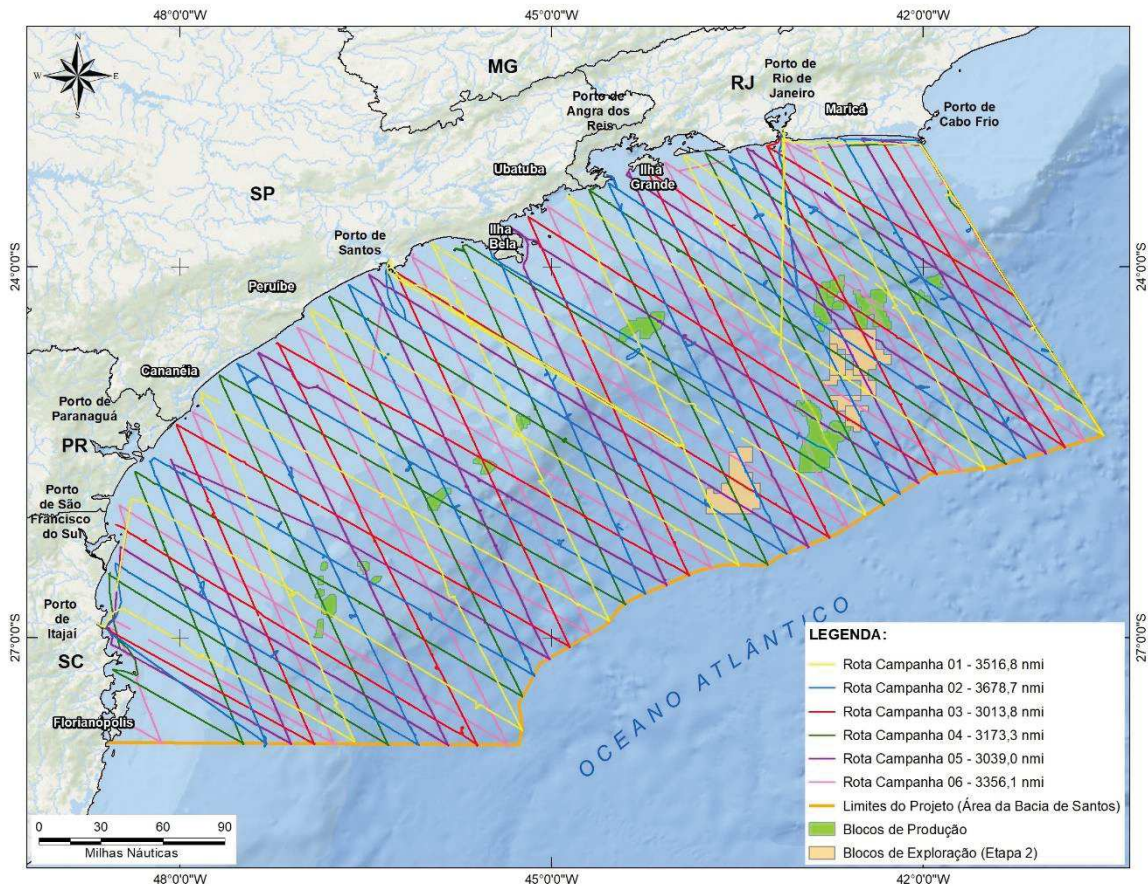 48°0'0"W
45°0'0"W
42°0'0"W
N
W
E
S
MG
RJ
Porto de
Rio de
Janeiro
Maricá
Porto de
Cabo Frio
Porto de
Angra dos
Reis
Ubatuba
Ilha
Grande
SP
Ilha
Bela
Porto de
Santos
24°0'0"S
24°0'0"S
Peruíbe
Cananéia
Porto de
Paranaguá
PR
Porto
de São
Francisco
do Sul
Porto
de
Itajaí
27°0'0"S
27°0'0"S
SC
Florianópolis
OCEANO ATLÂNTICO
LEGENDA:
Rota Campanha 01 - 3516,8 nmi
Rota Campanha 02 - 3678,7 nmi
Rota Campanha 03 - 3013,8 nmi
Rota Campanha 04 - 3173,3 nmi
Rota Campanha 05 - 3039,0 nmi
Rota Campanha 06 - 3356,1 nmi
Limites do Projeto (Área da Bacia de Santos)
Blocos de Produção
Blocos de Exploração (Etapa 2)
0 30 60 90
Milhas Náuticas
48°0'0"W
45°0'0"W
42°0'0"W